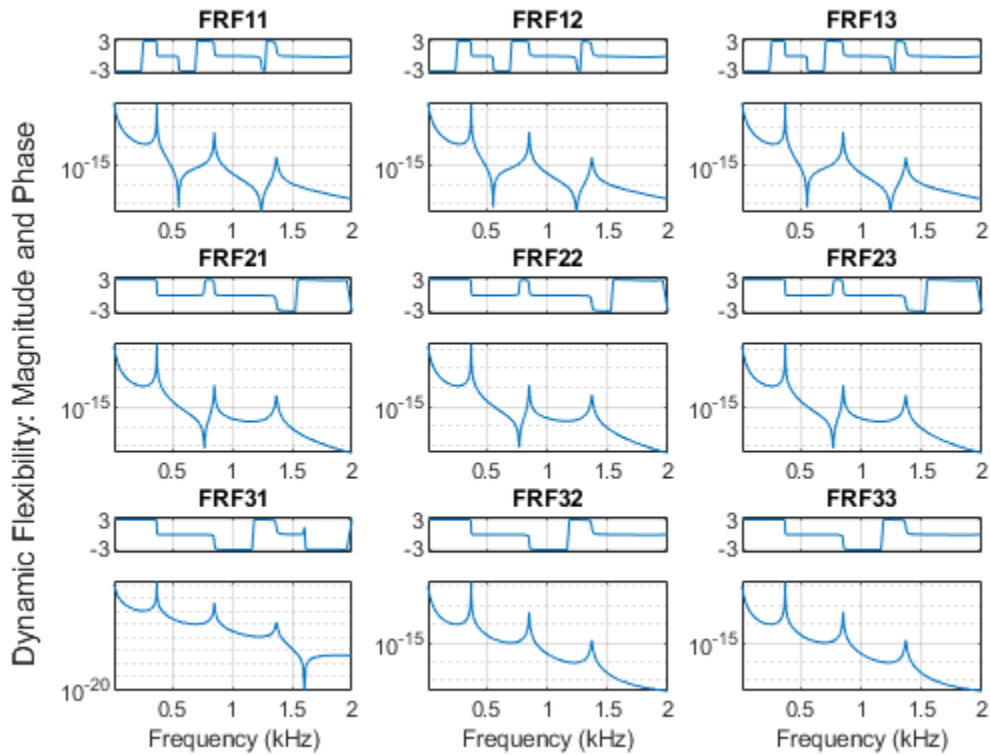 Dynamic Flexibility: Magnitude and Phase
FRF11 FRF12 FRF13
3 3 3
-3 -3 -3
10-15 10-15 10-15
0.5 1 1.5 2 0.5 1 1.5 2 0.5 1 1.5 2
FRF21 FRF22 FRF23
3 3 3
-3 -3 -3
10-15 10-15 10-15
0.5 1 1.5 2 0.5 1 1.5 2 0.5 1 1.5 2
FRF31 FRF32 FRF33
3 3 3
-3 -3 -3
10-15 10-15
10-20
0.5 1 1.5 2 0.5 1 1.5 2 0.5 1 1.5 2
Frequency (kHz) Frequency (kHz) Frequency (kHz)